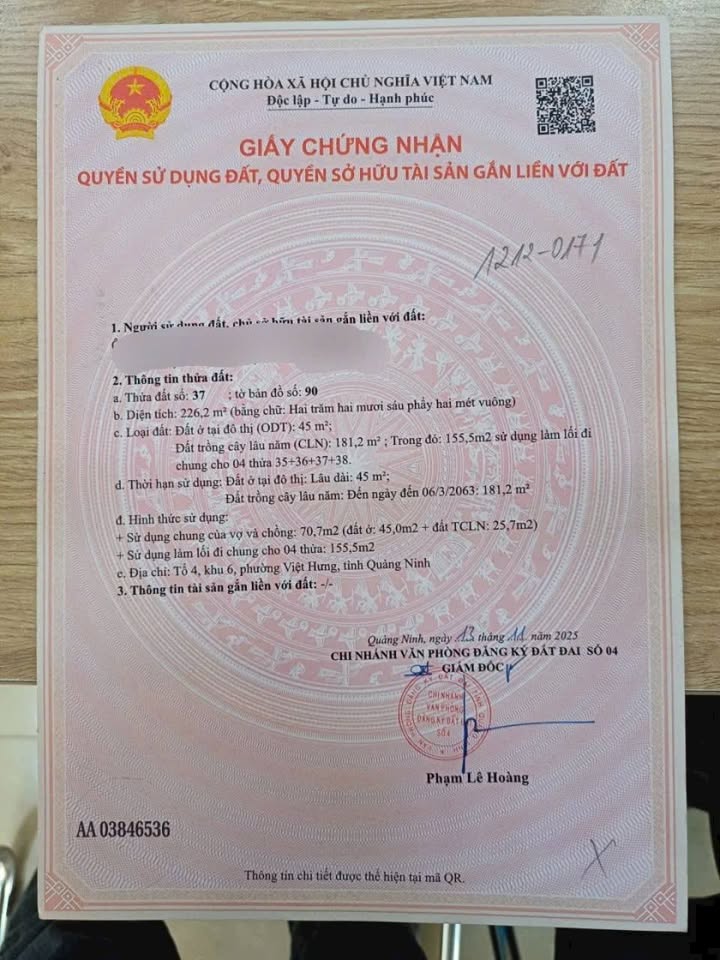 CỘNG HÒA XÃ HỘI CHỦ NGHĨA VIỆT NAM
Độc lập - Tự do - Hạnh phúc
GIẤY CHỨNG NHẬN
QUYỀN SỬ DỤNG ĐẤT, QUYỀN SỞ HỮU TÀI SẢN GẮN LIỀN VỚI ĐẤT
1212-0171
1. Người sử dụng đất, chủ sở hữu tài sản gắn liền với đất:
2. Thông tin thửa đất:
a. Thửa đất số: 37 ; tờ bản đồ số: 90
b. Diện tích: 226,2 m² (bằng chữ: Hai trăm hai mươi sáu phẩy hai mét vuông)
c. Loại đất: Đất ở tại đô thị (ODT): 45 m²;
Đất trồng cây lâu năm (CLN): 181,2 m² ; Trong đó: 155,5m2 sử dụng làm lối đi
chung cho 04 thửa 35+36+37+38.
d. Thời hạn sử dụng: Đất ở tại đô thị: Lâu dài: 45 m²;
Đất trồng cây lâu năm: Đến ngày đến 06/3/2063: 181,2 m²
đ. Hình thức sử dụng:
+ Sử dụng chung của vợ và chồng: 70,7m2 (đất ở: 45,0m2 + đất TCLN: 25,7m2)
+ Sử dụng làm lối đi chung cho 04 thửa: 155,5m2
e. Địa chỉ: Tổ 4, khu 6, phường Việt Hưng, tỉnh Quảng Ninh
3. Thông tin tài sản gắn liền với đất: -/-
Quảng Ninh, ngày 13 tháng 11 năm 2025
CHI NHÁNH VĂN PHÒNG ĐĂNG KÝ ĐẤT ĐAI SỐ 04
GIÁM ĐỐC
CHI NHÁNH
VĂN PHÒNG
ĐĂNG KÝ ĐẤT
SỐ 4
Phạm Lê Hoàng
AA 03846536
Thông tin chi tiết được thể hiện tại mã QR.